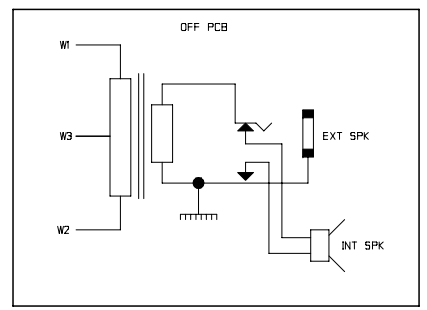 OFF PCB
W1
W3
EXT SPK
W2
INT SPK